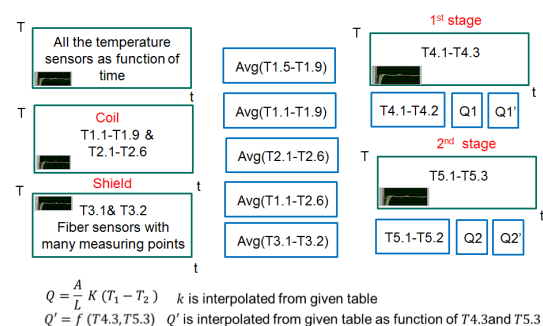 T
All the temperature
sensors as function of
time
t
T
Coil
T1.1-T1.9 &
T2.1-T2.6
t
Shield
T
T3.1& T3.2
Fiber sensors with
many measuring points
t
Avg(T1.5-T1.9)
Avg(T1.1-T1.9)
Avg(T2.1-T2.6)
Avg(T1.1-T2.6)
Avg(T3.1-T3.2)
1st stage
T
T4.1-T4.3
t
T4.1-T4.2
Q1
Q1'
2nd stage
T
T5.1-T5.3
t
T5.1-T5.2
Q2
Q2'
Q = A/L K (T₁ − T₂) k is interpolated from given table
Q′ = f (T4.3, T5.3) Q′ is interpolated from given table as function of T4.3and T5.3